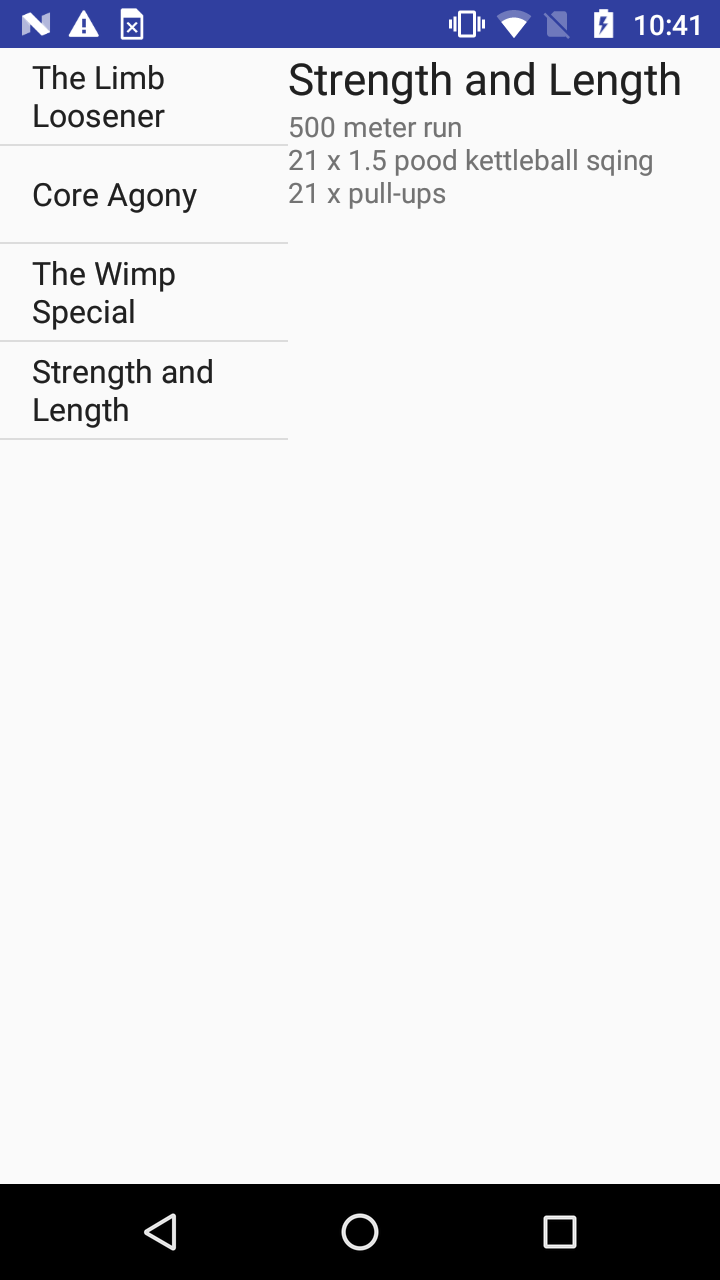 10:41
The Limb
Loosener
Core Agony
The Wimp
Special
Strength and
Length
Strength and Length
500 meter run
21 x 1.5 pood kettleball sqing
21 x pull-ups